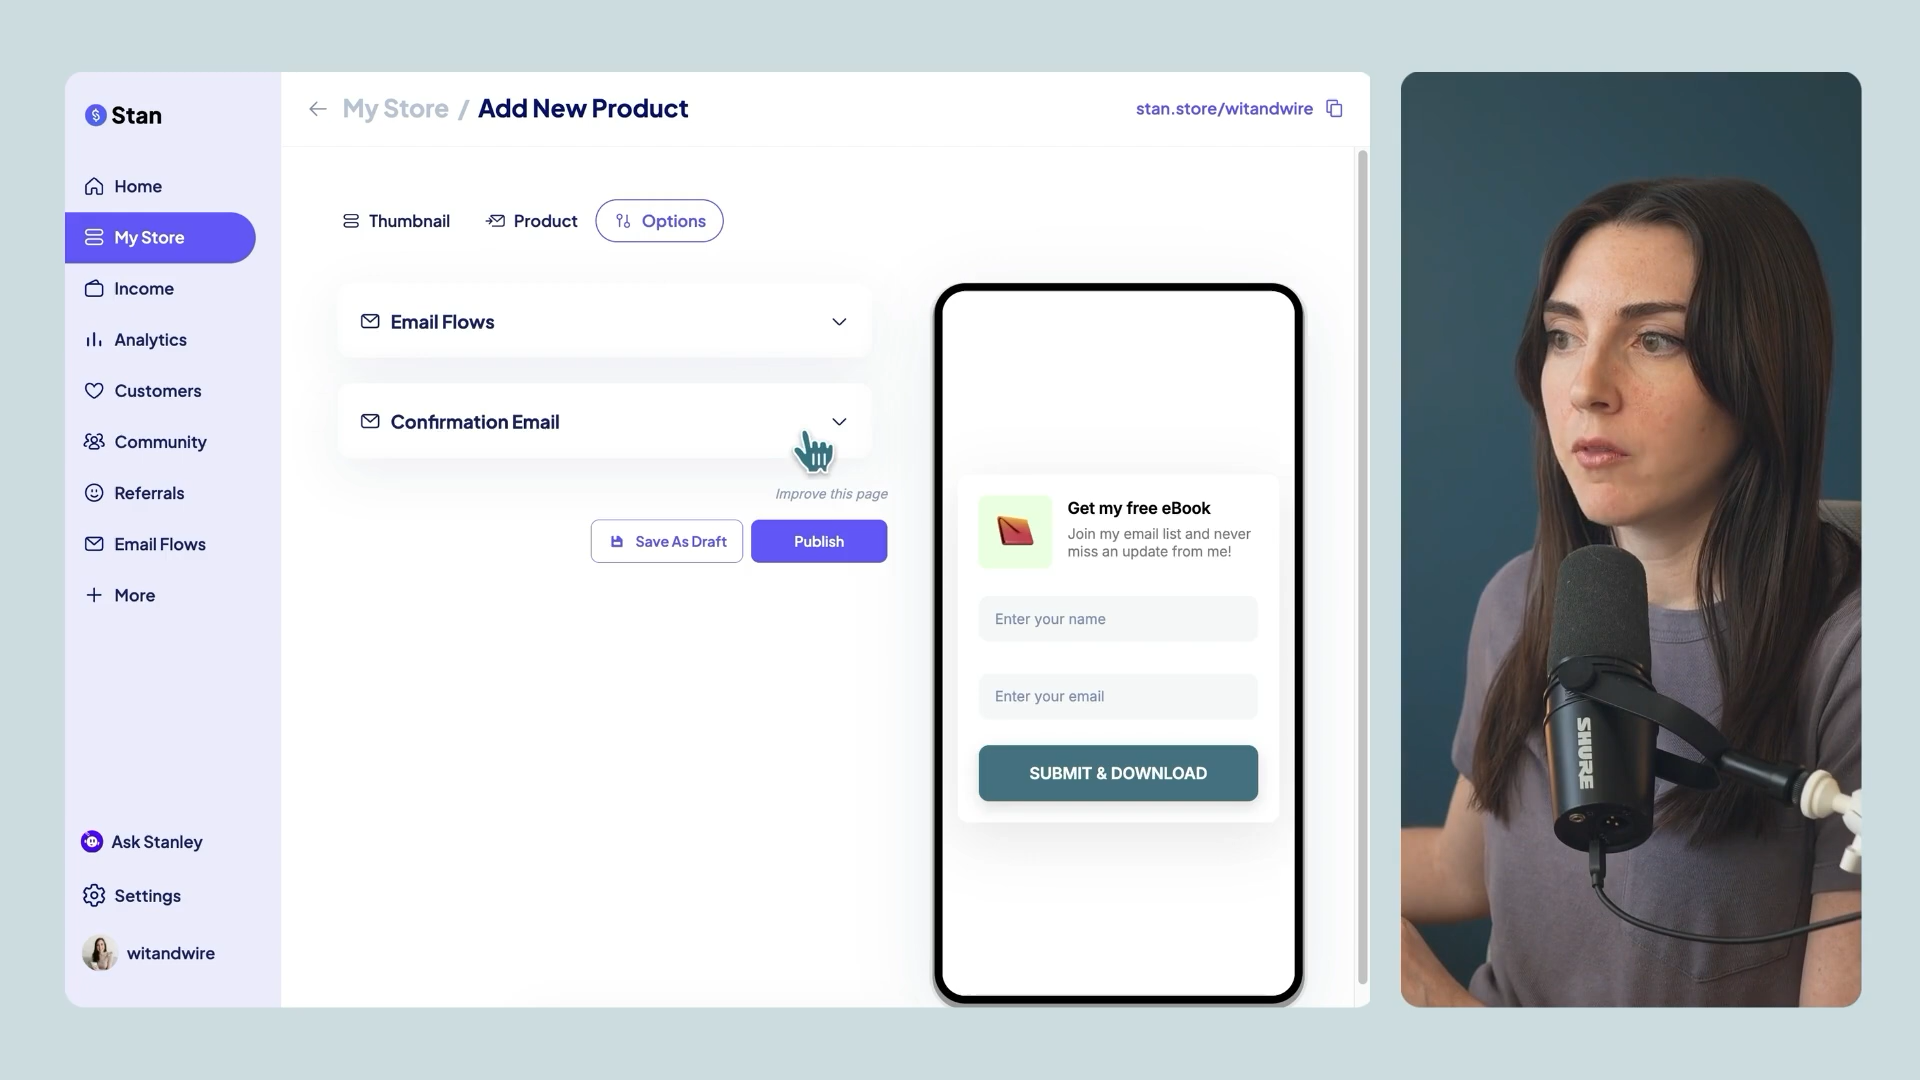 Stan
Home
My Store
Income
Analytics
Customers
Community
Referrals
Email Flows
More
Ask Stanley
Settings
witandwire
My Store / Add New Product
stan.store/witandwire
Thumbnail
Product
Options
Email Flows
Confirmation Email
Improve this page
Save As Draft
Publish
Get my free eBook
Join my email list and never
miss an update from me!
Enter your name
Enter your email
SUBMIT & DOWNLOAD
SHURE